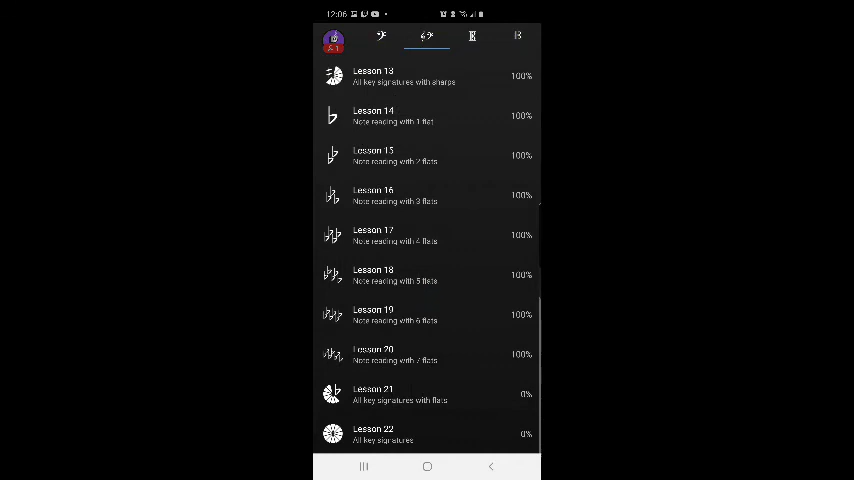 12:06
Lesson 13
All key signatures with sharps
100%
Lesson 14
Note reading with 1 flat
100%
Lesson 15
Note reading with 2 flats
100%
Lesson 16
Note reading with 3 flats
100%
Lesson 17
Note reading with 4 flats
100%
Lesson 18
Note reading with 5 flats
100%
Lesson 19
Note reading with 6 flats
100%
Lesson 20
Note reading with 7 flats
100%
Lesson 21
All key signatures with flats
0%
Lesson 22
All key signatures
0%